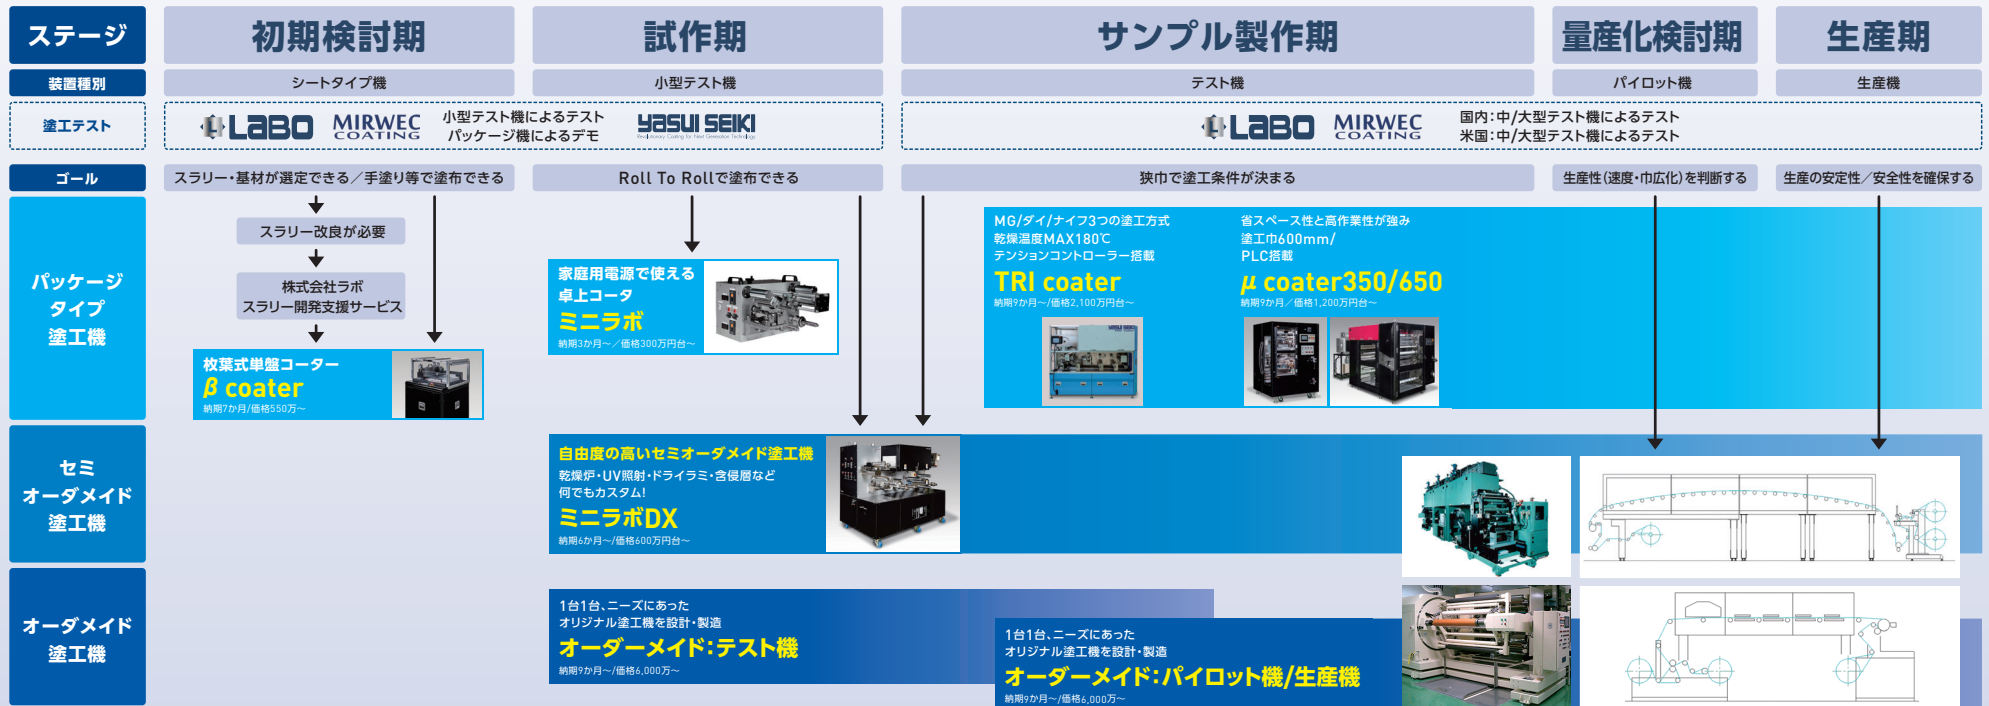 ステージ
初期検討期
試作期
サンプル製作期
量産化検討期
生産期
装置種別
シートタイプ機
小型テスト機
テスト機
パイロット機
生産機
塗工テスト
LABO
MIRWEC
COATING
小型テスト機によるテスト
パッケージ機によるデモ
YASUI SEIKI
Revolutionary Coating for Next Generation Technology
LABO
MIRWEC
COATING
国内:中/大型テスト機によるテスト
米国:中/大型テスト機によるテスト
ゴール
スラリー・基材が選定できる/手塗り等で塗布できる
Roll To Rollで塗布できる
狭巾で塗工条件が決まる
生産性(速度・巾広化)を判断する
生産の安定性/安全性を確保する
パッケージ
タイプ
塗工機
スラリー改良が必要
株式会社ラボ
スラリー開発支援サービス
枚葉式単盤コーター
β coater
納期7か月/価格550万〜
家庭用電源で使える
卓上コータ
ミニラボ
納期3か月〜/価格300万円台〜
MG/ダイ/ナイフ3つの塗工方式
乾燥温度MAX180℃
テンションコントローラー搭載
TRI coater
納期9か月〜/価格2,100万円台〜
YASUI SEIKI
省スペース性と高作業性が強み
塗工巾600mm/
PLC搭載
μ coater350/650
納期9か月/価格1,200万円台〜
セミ
オーダメイド
塗工機
自由度の高いセミオーダメイド塗工機
乾燥炉・UV照射・ドライラミ・含侵層など
何でもカスタム!
ミニラボDX
納期6か月〜/価格600万円台〜
オーダメイド
塗工機
1台1台、ニーズにあった
オリジナル塗工機を設計・製造
オーダーメイド:テスト機
納期9か月〜/価格6,000万〜
1台1台、ニーズにあった
オリジナル塗工機を設計・製造
オーダーメイド:パイロット機/生産機
納期9か月〜/価格6,000万〜